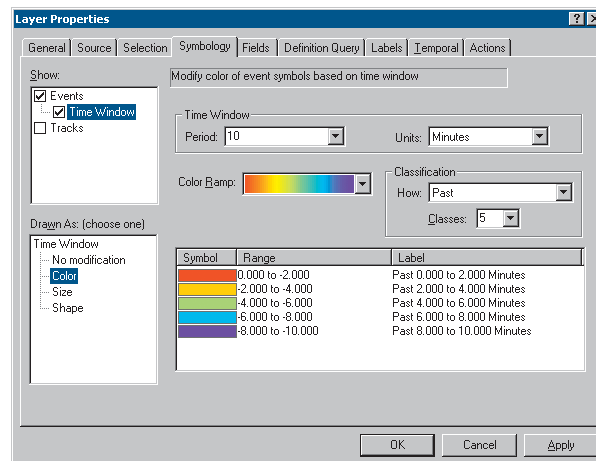 Layer Properties
General Source Selection Symbology Fields Definition Query Labels Temporal Actions
Show:
Events
Time Window
Tracks
Modify color of event symbols based on time window
Time Window
Period: 10 Units: Minutes
Color Ramp:
Classification
How: Past
Classes: 5
Drawn As: (choose one)
Time Window
No modification
Color
Size
Shape
Symbol Range Label
0.000 to -2.000 Past 0.000 to 2.000 Minutes
-2.000 to -4.000 Past 2.000 to 4.000 Minutes
-4.000 to -6.000 Past 4.000 to 6.000 Minutes
-6.000 to -8.000 Past 6.000 to 8.000 Minutes
-8.000 to -10.000 Past 8.000 to 10.000 Minutes
OK Cancel Apply